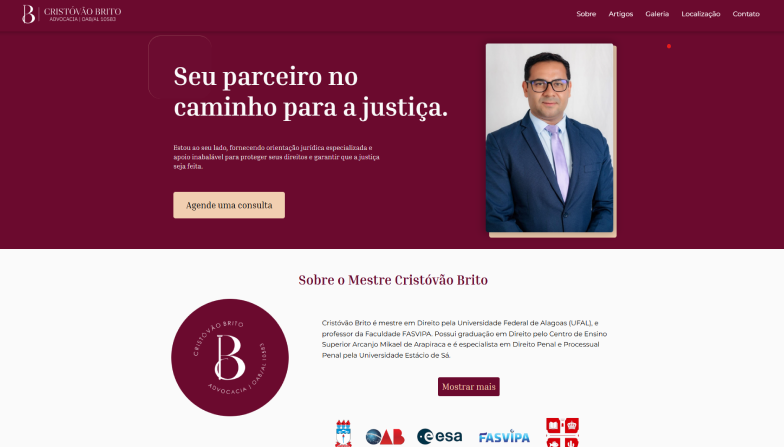 B CRISTÓVÃO BRITO
ADVOCACIA | OAB/AL 10583
Sobre Artigos Galeria Localização Contato
Seu parceiro no
caminho para a justiça.
Estou ao seu lado, fornecendo orientação jurídica especializada e
apoio inabalável para proteger seus direitos e garantir que a justiça
seja feita.
Agende uma consulta
Sobre o Mestre Cristóvão Brito
CRISTÓVÃO BRITO
B
ADVOCACIA | OAB/AL 10583
Cristóvão Brito é mestre em Direito pela Universidade Federal de Alagoas (UFAL), e
professor da Faculdade FASVIPA. Possui graduação em Direito pelo Centro de Ensino
Superior Arcanjo Mikael de Arapiraca e é especialista em Direito Penal e Processual
Penal pela Universidade Estácio de Sá.
Mostrar mais
OAB esa FASVIPA